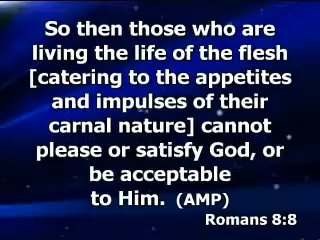 So then those who are
living the life of the flesh
[catering to the appetites
and impulses of their
carnal nature] cannot
please or satisfy God, or
be acceptable
to Him. (AMP)
Romans 8:8